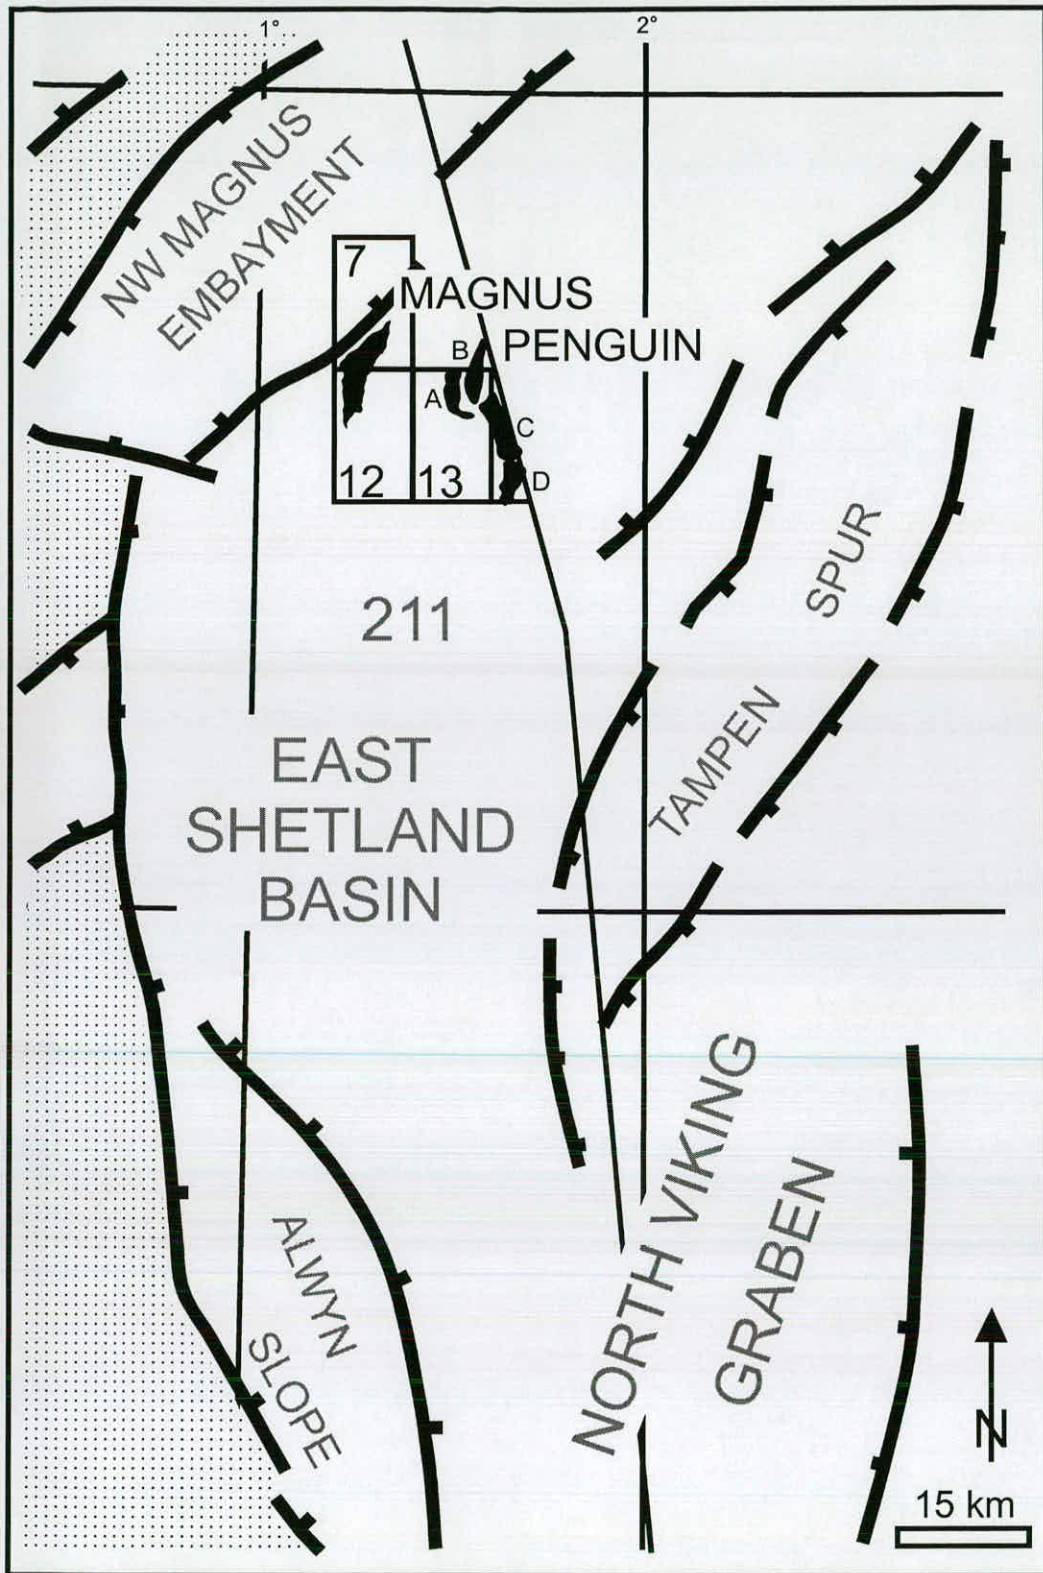 1°
2°
NW MAGNUS
EMBAYMENT
7
MAGNUS
B
PENGUIN
A
C
12
13
D
SPUR
211
TAMPEN
EAST
SHETLAND
BASIN
NORTH VIKING
GRABEN
ALWYN
SLOPE
N
15 km